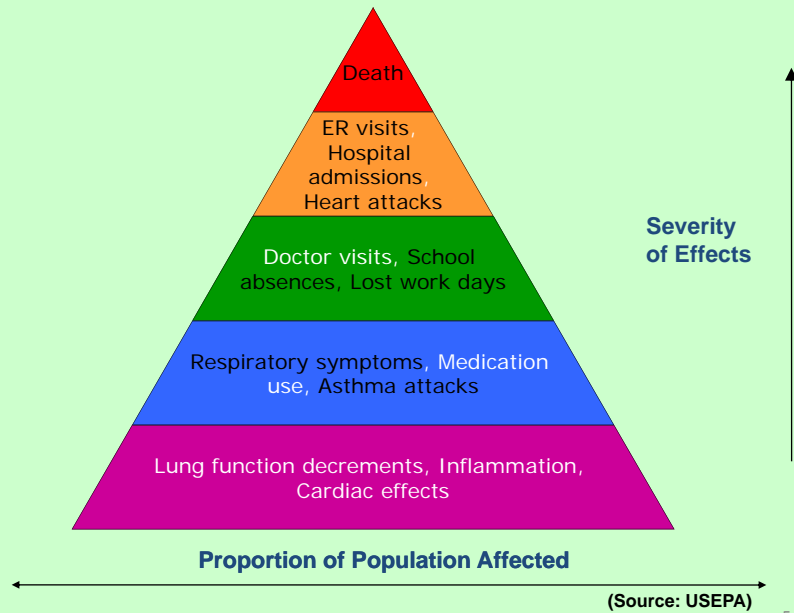 Death
ER visits,
Hospital
admissions,
Heart attacks
Severity
of Effects
Doctor visits, School
absences, Lost work days
Respiratory symptoms, Medication
use, Asthma attacks
Lung function decrements, Inflammation,
Cardiac effects
Proportion of Population Affected
(Source: USEPA)